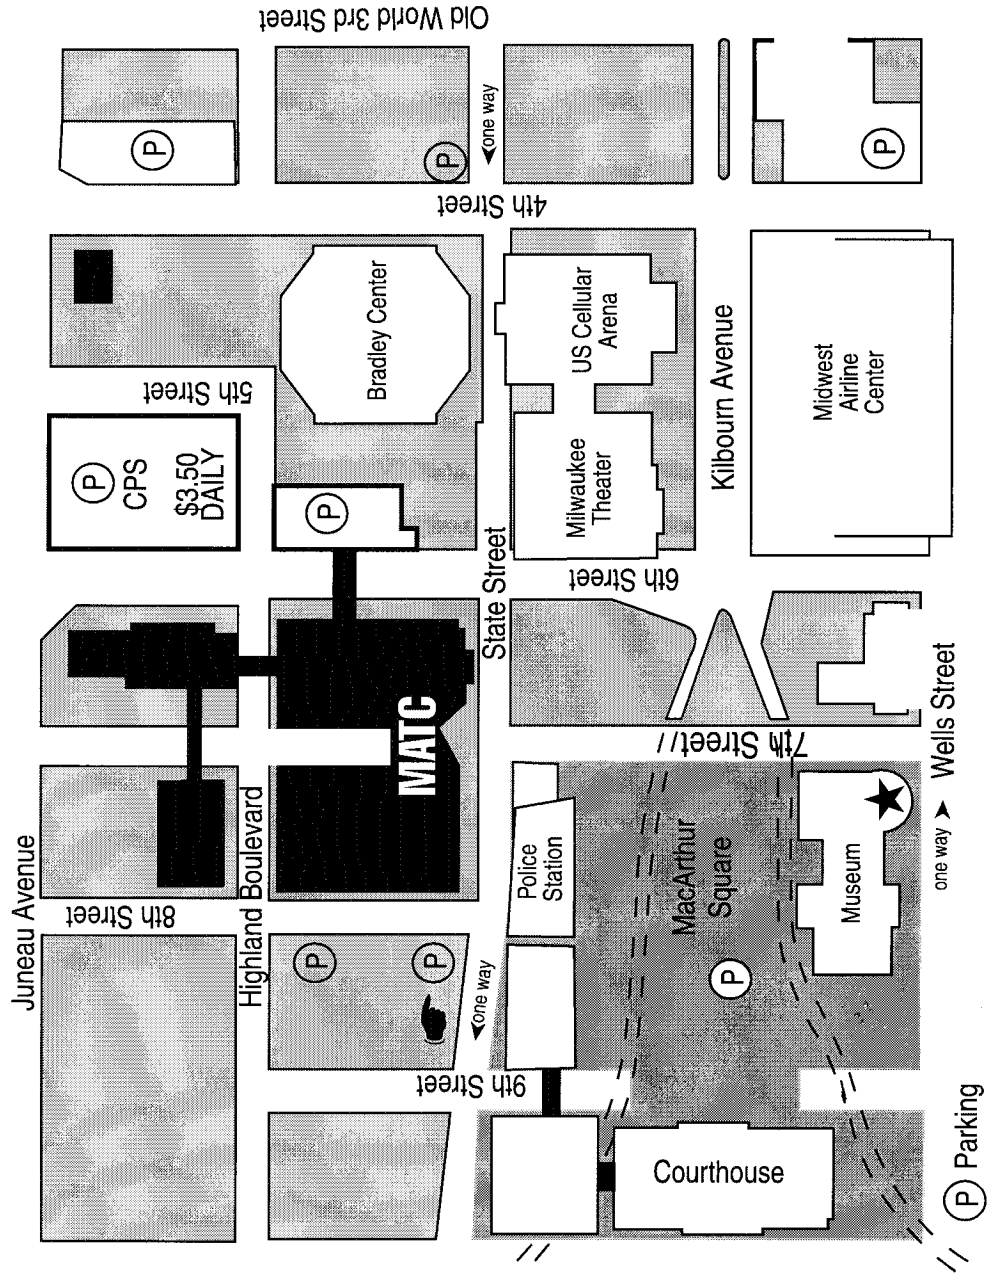 Juneau Avenue
Highland Boulevard
State Street
Kilbourn Avenue
Wells Street
one way
Old World 3rd Street
4th Street
5th Street
6th Street
7th Street
8th Street
9th Street
one way
one way
P
P
P
P
CPS
$3.50
DAILY
P
P
P
P
Bradley Center
US Cellular
Arena
Milwaukee
Theater
Midwest
Airline
Center
MATC
Police
Station
MacArthur
Square
Museum
Courthouse
P Parking